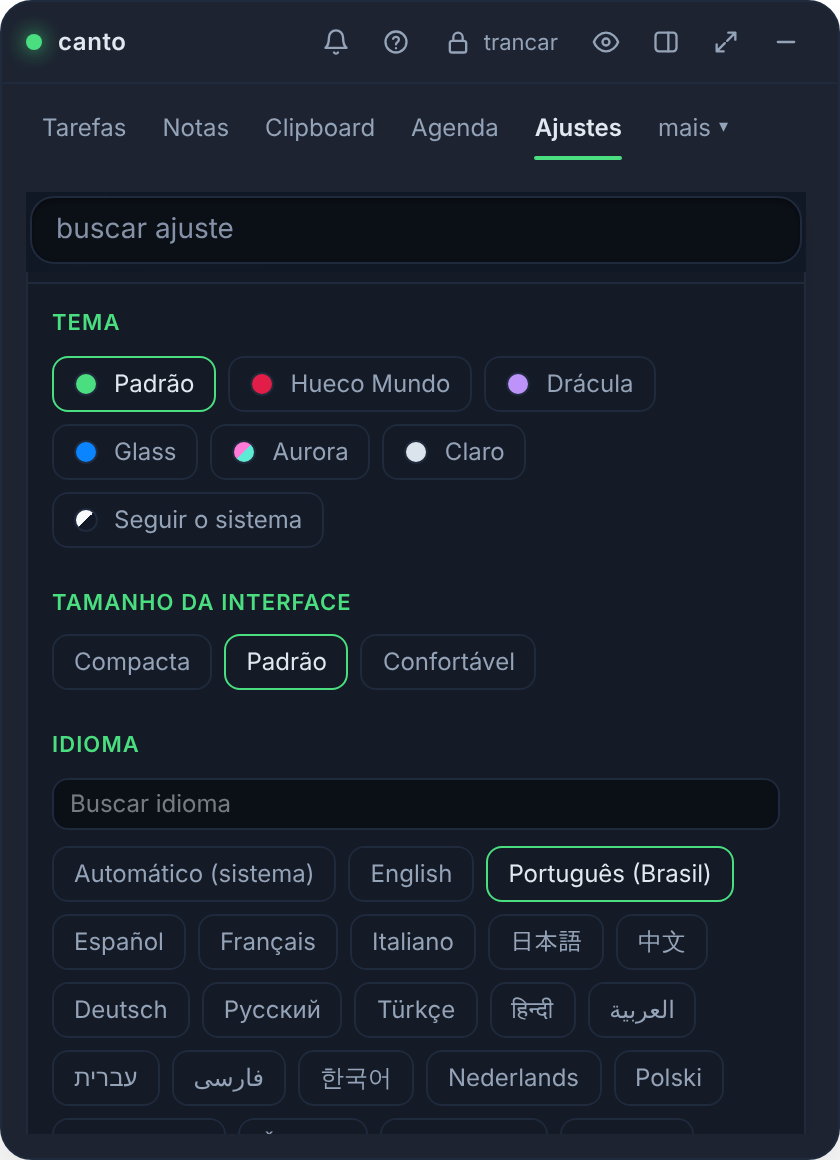 canto
trancar
Tarefas Notas Clipboard Agenda Ajustes mais ▾
buscar ajuste
TEMA
Padrão Hueco Mundo Drácula
Glass Aurora Claro
Seguir o sistema
TAMANHO DA INTERFACE
Compacta Padrão Confortável
IDIOMA
Buscar idioma
Automático (sistema) English Português (Brasil)
Español Français Italiano 日本語 中文
Deutsch Русский Türkçe हिन्दी العربية
עברית فارسی 한국어 Nederlands Polski